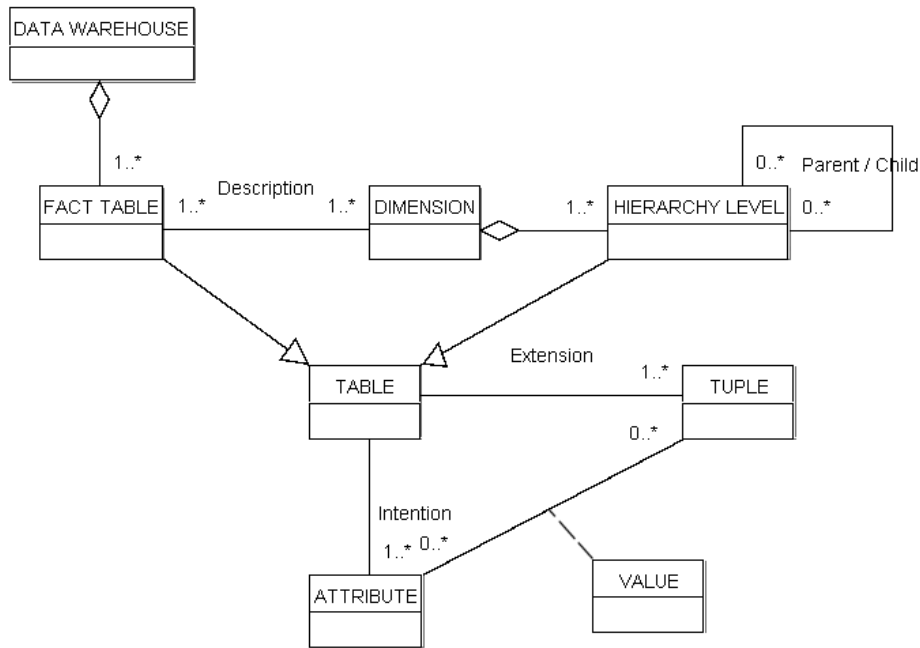 DATA WAREHOUSE
1..*
0..*
Parent / Child
Description
FACT TABLE
1..*
1..*
DIMENSION
1..*
HIERARCHY LEVEL
0..*
Extension
TABLE
1..*
TUPLE
0..*
Intention
1..*
0..*
ATTRIBUTE
VALUE